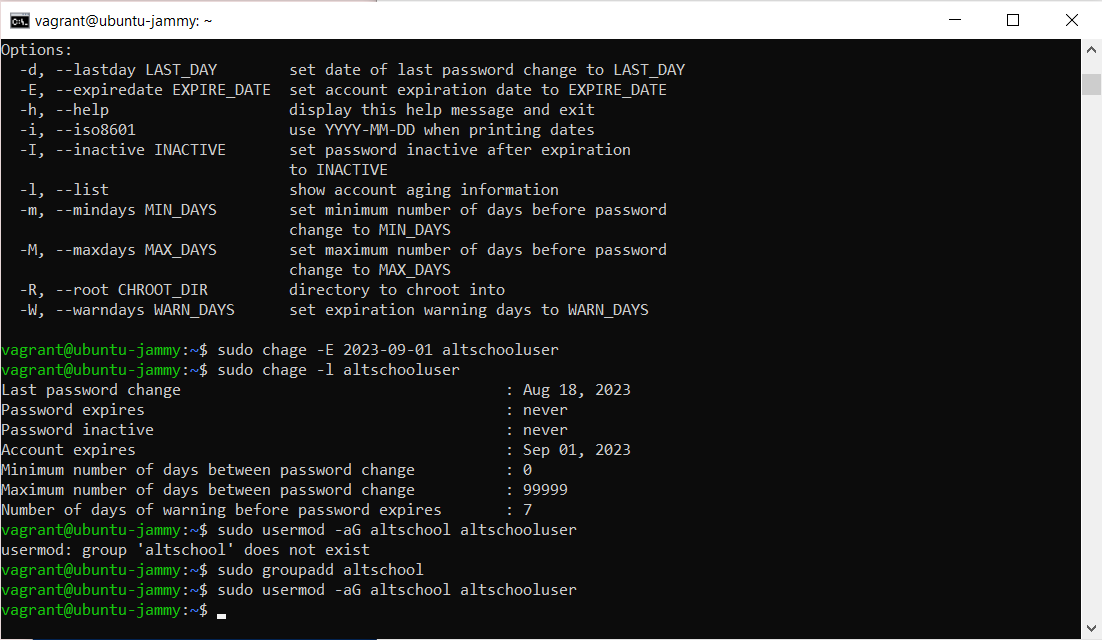 vagrant@ubuntu-jammy: ~
Options:
  -d, --lastday LAST_DAY        set date of last password change to LAST_DAY
  -E, --expiredate EXPIRE_DATE  set account expiration date to EXPIRE_DATE
  -h, --help                    display this help message and exit
  -i, --iso8601                 use YYYY-MM-DD when printing dates
  -I, --inactive INACTIVE       set password inactive after expiration
                                to INACTIVE
  -l, --list                    show account aging information
  -m, --mindays MIN_DAYS        set minimum number of days before password
                                change to MIN_DAYS
  -M, --maxdays MAX_DAYS        set maximum number of days before password
                                change to MAX_DAYS
  -R, --root CHROOT_DIR         directory to chroot into
  -W, --warndays WARN_DAYS      set expiration warning days to WARN_DAYS
vagrant@ubuntu-jammy:~$ sudo chage -E 2023-09-01 altschooluser
vagrant@ubuntu-jammy:~$ sudo chage -l altschooluser
Last password change                                    : Aug 18, 2023
Password expires                                        : never
Password inactive                                       : never
Account expires                                         : Sep 01, 2023
Minimum number of days between password change          : 0
Maximum number of days between password change          : 99999
Number of days of warning before password expires       : 7
vagrant@ubuntu-jammy:~$ sudo usermod -aG altschool altschooluser
usermod: group 'altschool' does not exist
vagrant@ubuntu-jammy:~$ sudo groupadd altschool
vagrant@ubuntu-jammy:~$ sudo usermod -aG altschool altschooluser
vagrant@ubuntu-jammy:~$